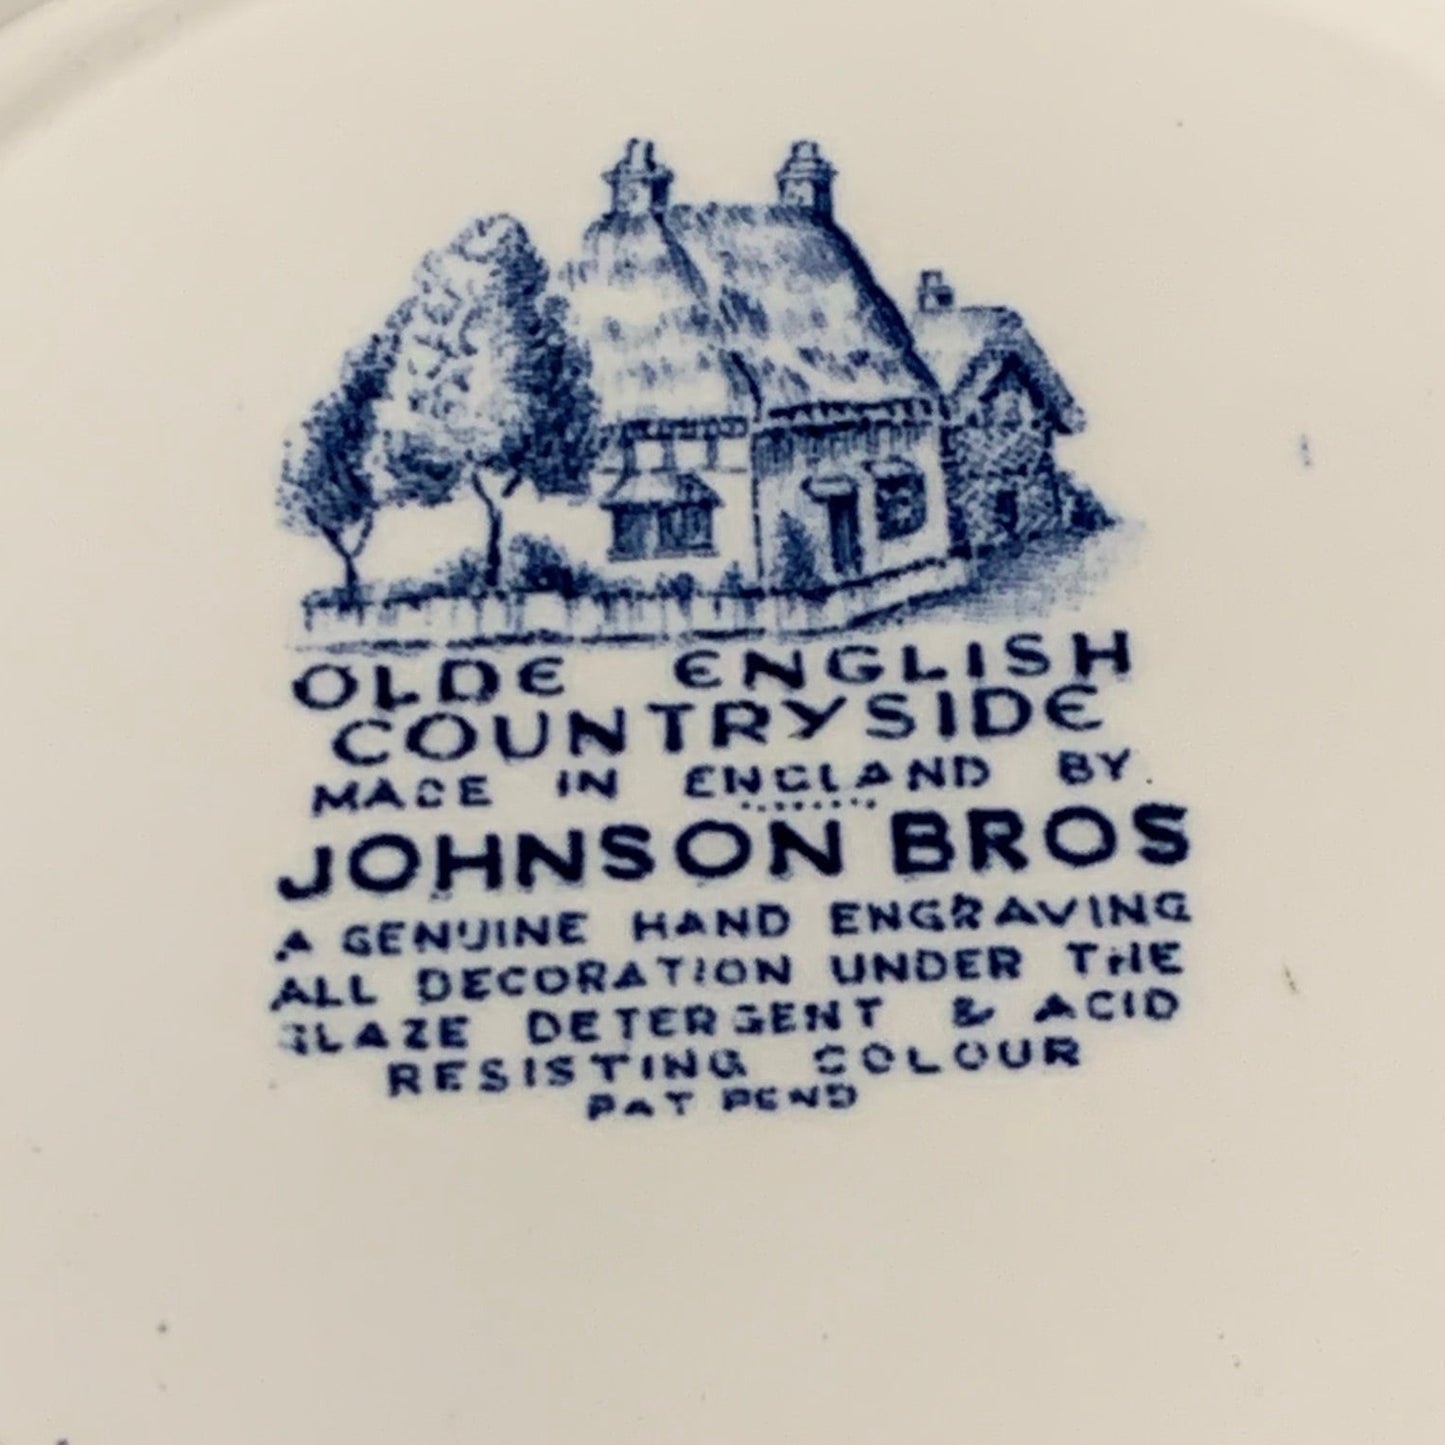 OLDE ENGLISH
COUNTRYSIDE
MADE IN ENGLAND BY
JOHNSON BROS
A GENUINE HAND ENGRAVING
ALL DECORATION UNDER THE
GLAZE DETERGENT & ACID
RESISTING COLOUR
PAT PEND